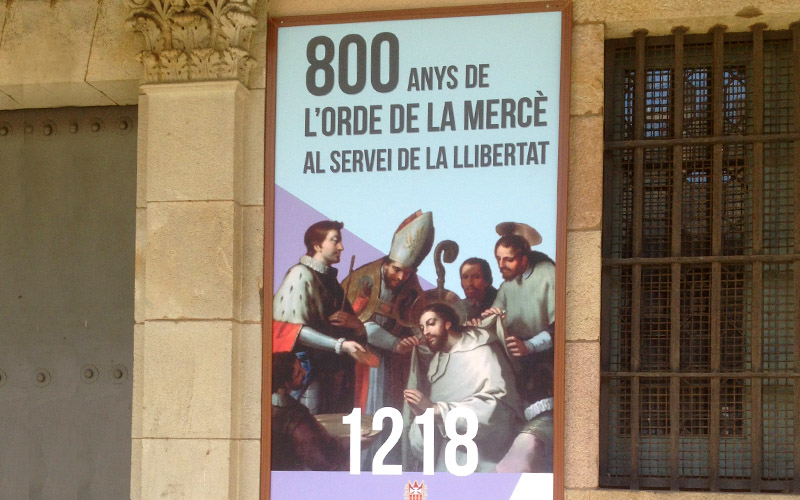 800 ANYS DE
L'ORDE DE LA MERCÈ
AL SERVEI DE LA LLIBERTAT
1218